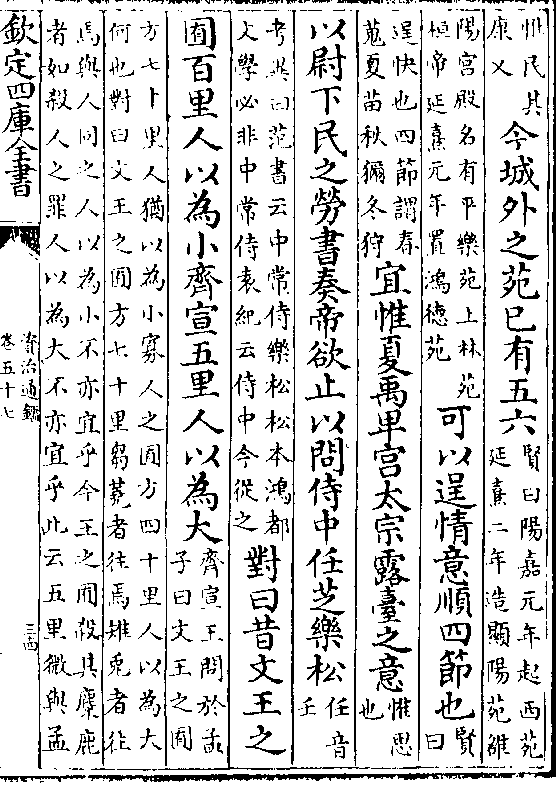 惟民其
康乂
今城外之苑已有五六
賢曰陽嘉元年起西苑
延熹二年造顯陽苑雒
陽宫殿名有平樂苑上林苑
桓帝延熹元年置鴻德苑
可以逞情意順四節也
賢曰
逞快也四節謂春
蒐夏苗秋獮冬狩
宜惟夏禹卑宫太宗露臺之意
惟思
也
以尉下民之勞書奏帝欲止以問侍中任芝樂松
任音
壬
考異曰范書云中常侍樂松松本鴻都
文學必非中常侍袁紀云侍中今從之
對曰昔文王之
囿百里人以為小齊宣五里人以為大
齊宣王問於孟
子曰文王之囿
方七十里人猶以為小寡人之囿方四十里人以為大
何也對曰文王之囿方七十里芻蕘者往焉雉兎者往
焉與人同之人以為小不亦宜乎今王之囿殺其麋鹿
者如殺人之罪人以為大不亦宜乎此云五里微與孟
欽定四庫全書
資治通鑑
卷五十七
三四